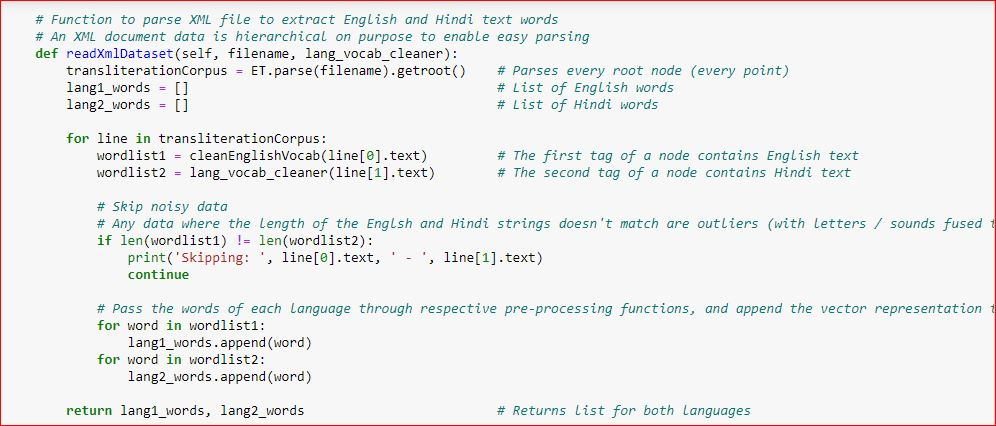 # Function to parse XML file to extract English and Hindi text words
# An XML document data is hierarchical on purpose to enable easy parsing
def readXmlDataset(self, filename, lang_vocab_cleaner):
    transliterationCorpus = ET.parse(filename).getroot()    # Parses every root node (every point)
    lang1_words = []                                        # List of English words
    lang2_words = []                                        # List of Hindi words
    for line in transliterationCorpus:
        wordlist1 = cleanEnglishVocab(line[0].text)         # The first tag of a node contains English text
        wordlist2 = lang_vocab_cleaner(line[1].text)        # The second tag of a node contains Hindi text
        # Skip noisy data
        # Any data where the length of the Englsh and Hindi strings doesn't match are outliers (with letters / sounds fused
        if len(wordlist1) != len(wordlist2):
            print('Skipping: ', line[0].text, ' - ', line[1].text)
            continue
        # Pass the words of each language through respective pre-processing functions, and append the vector representation
        for word in wordlist1:
            lang1_words.append(word)
        for word in wordlist2:
            lang2_words.append(word)
    return lang1_words, lang2_words                         # Returns list for both languages